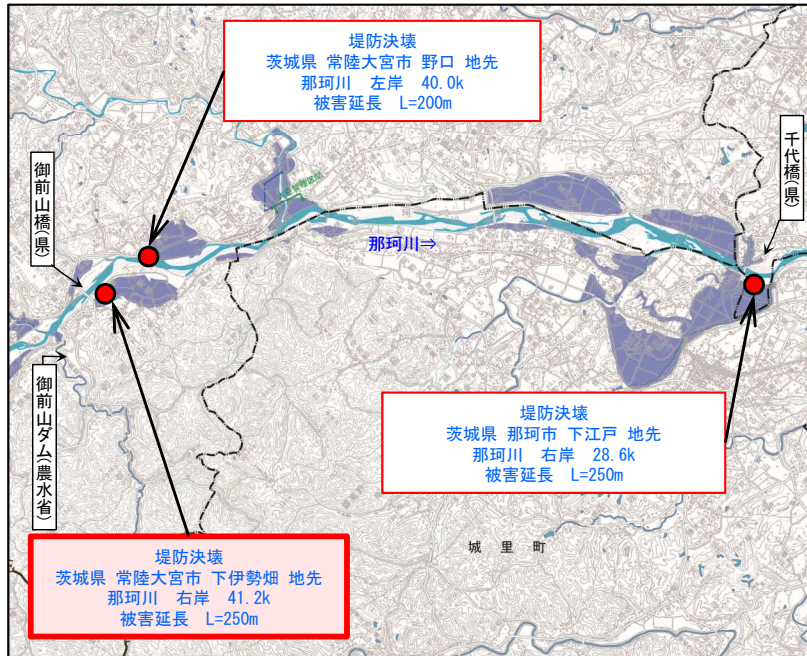 堤防決壊
茨城県 常陸大宮市 野口 地先
那珂川 左岸 40.0k
被害延長 L=200m
千代橋(県)
御前山橋(県)
那珂川⇒
御前山ダム(農水省)
堤防決壊
茨城県 那珂市 下江戸 地先
那珂川 右岸 28.6k
被害延長 L=250m
城里町
堤防決壊
茨城県 常陸大宮市 下伊勢畑 地先
那珂川 右岸 41.2k
被害延長 L=250m